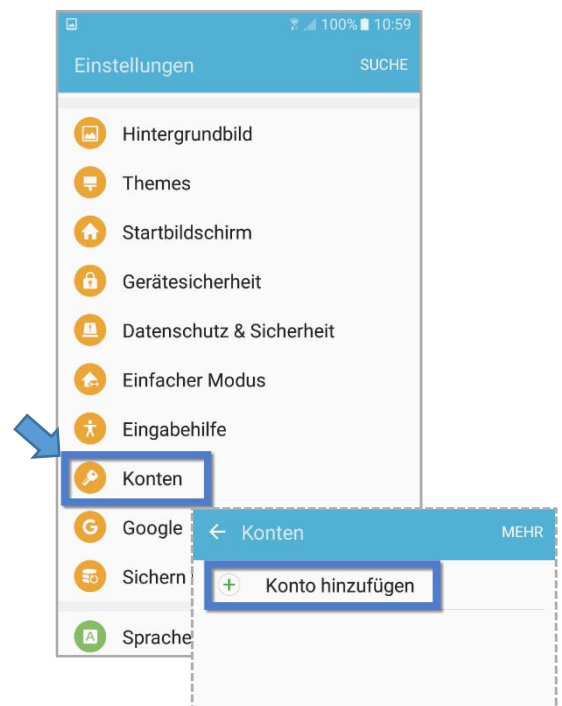 100% 10:59
Einstellungen SUCHE
Hintergrundbild
Themes
Startbildschirm
Gerätesicherheit
Datenschutz & Sicherheit
Einfacher Modus
Eingabehilfe
Konten
G Google
Sichern
A Sprache
Konten MEHR
Konto hinzufügen